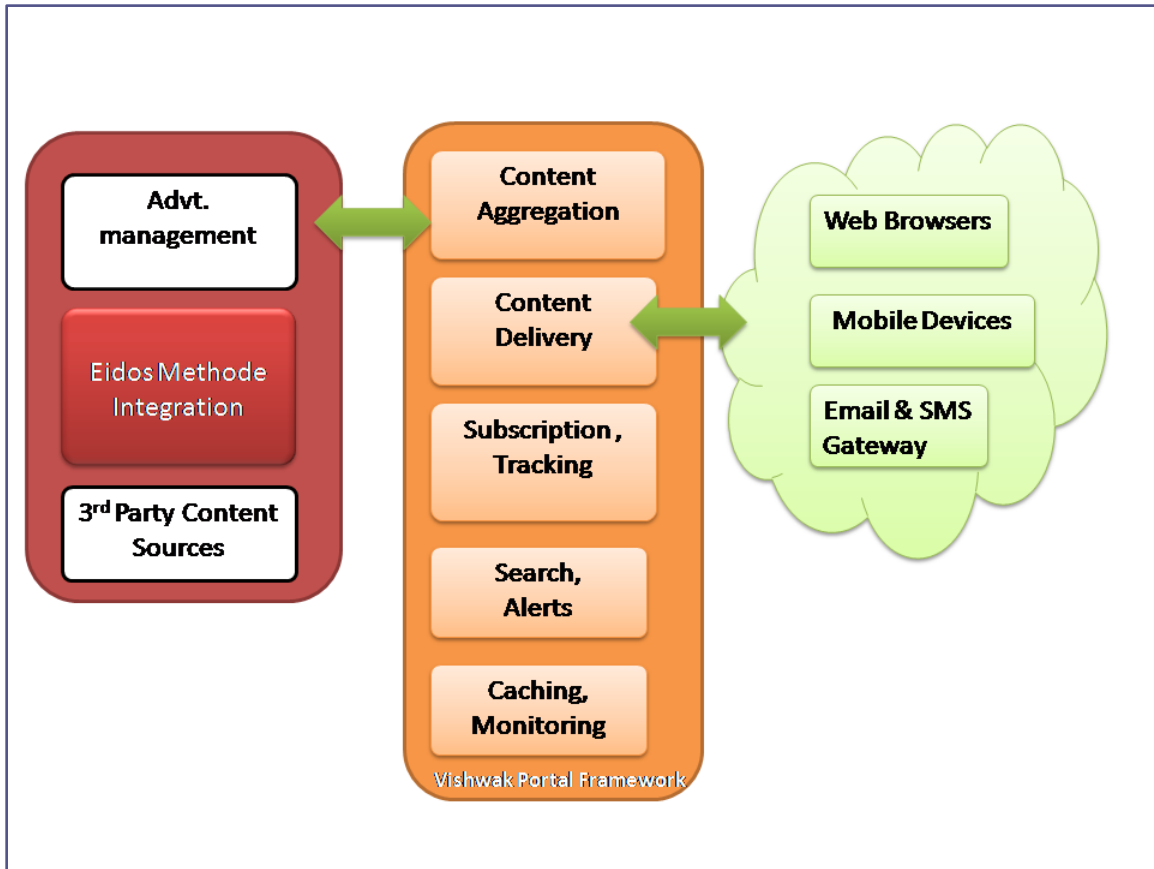 Advt.
management
Eidos Methode
Integration
3rd Party Content
Sources
Content
Aggregation
Content
Delivery
Subscription ,
Tracking
Search,
Alerts
Caching,
Monitoring
Vishwak Portal Framework
Web Browsers
Mobile Devices
Email & SMS
Gateway